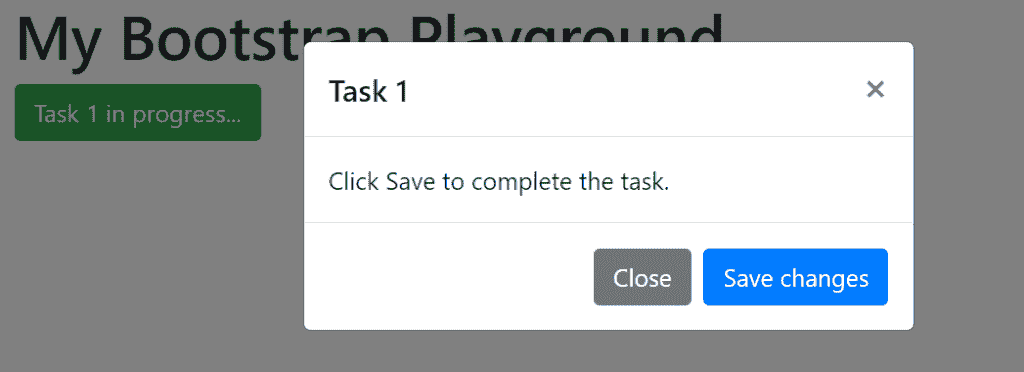 My Bootstrap Playground
Task 1 in progress...
Task 1
×
Click Save to complete the task.
Close
Save changes